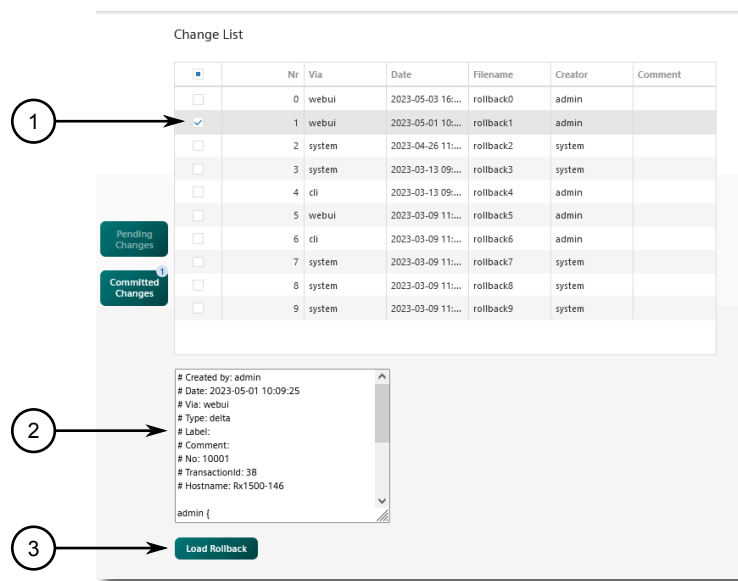 Change List
Nr Via Date Filename Creator Comment
0 webui 2023-05-03 16:... rollback0 admin
1 webui 2023-05-01 10:... rollback1 admin
2 system 2023-04-26 11:... rollback2 system
3 system 2023-03-13 09:... rollback3 system
4 cli 2023-03-13 09:... rollback4 admin
5 webui 2023-03-09 11:... rollback5 admin
6 cli 2023-03-09 11:... rollback6 admin
7 system 2023-03-09 11:... rollback7 system
8 system 2023-03-09 11:... rollback8 system
9 system 2023-03-09 11:... rollback9 system
1
Pending
Changes
1
Committed
Changes
# Created by: admin
# Date: 2023-05-01 10:09:25
# Via: webui
# Type: delta
# Label:
# Comment:
# No: 10001
# TransactionId: 38
# Hostname: Rx1500-146
admin {
2
Load Rollback
3